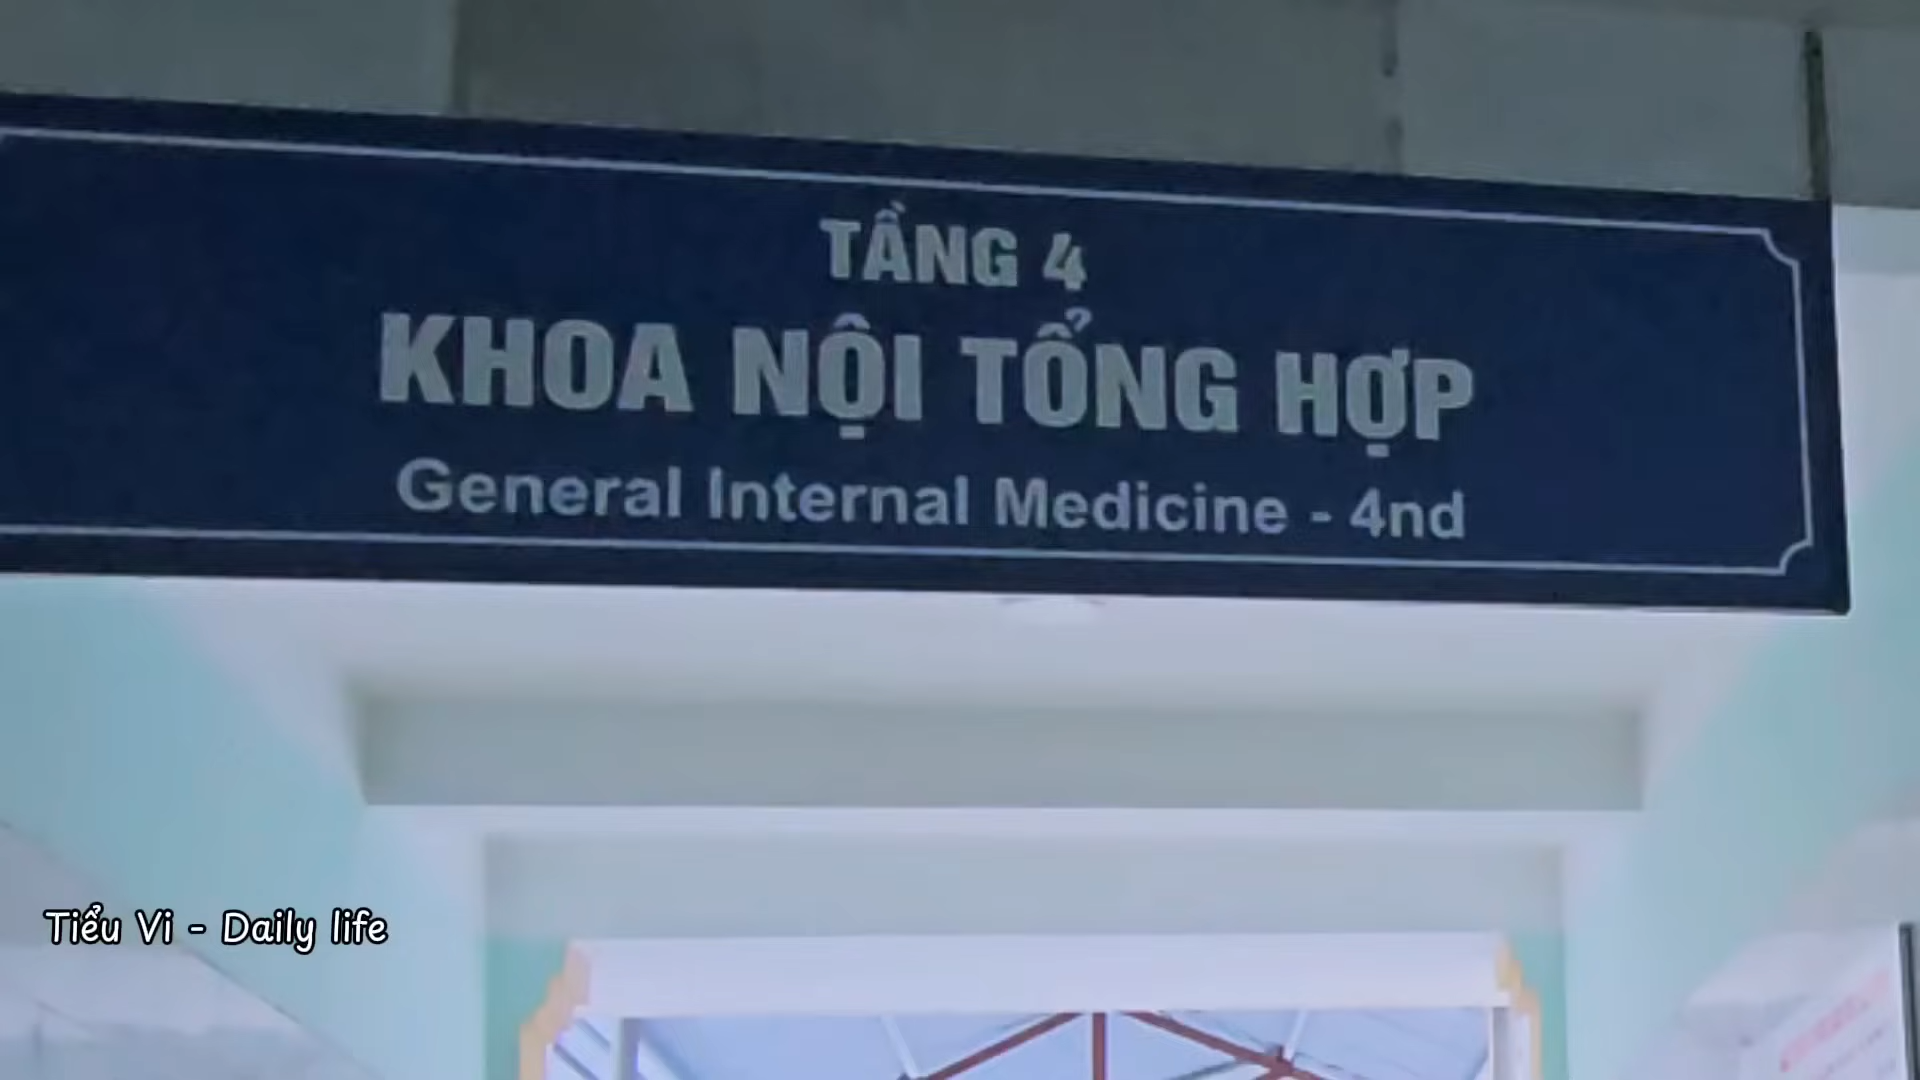 TẦNG 4
KHOA NỘI TỔNG HỢP
General Internal Medicine - 4nd
Tiểu Vi - Daily life